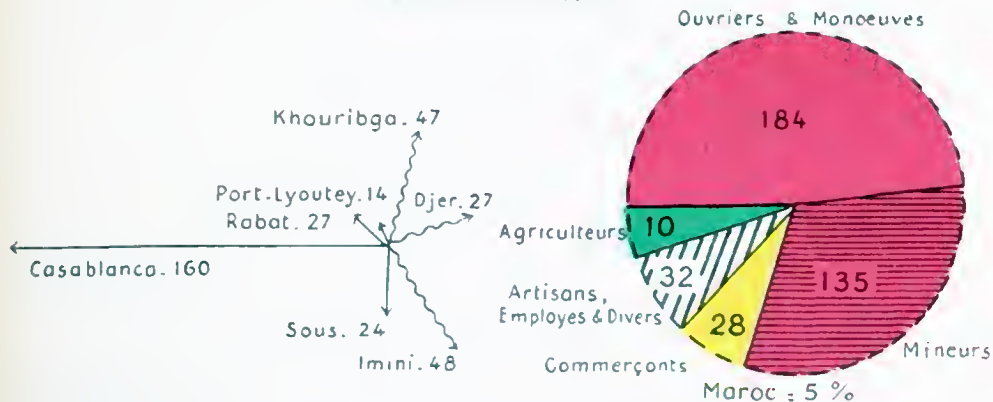 Ouvriers & Monoeuves
184
Khouribga. 47
Port-Lyoutey. 14
Djer. 27
Rabat. 27
Agriculteurs
10
Casablanca. 160
32
135
Artisans,
Employes & Divers
28
Sous. 24
Mineurs
Imini. 48
Commerçonts
Maroc : 5 %